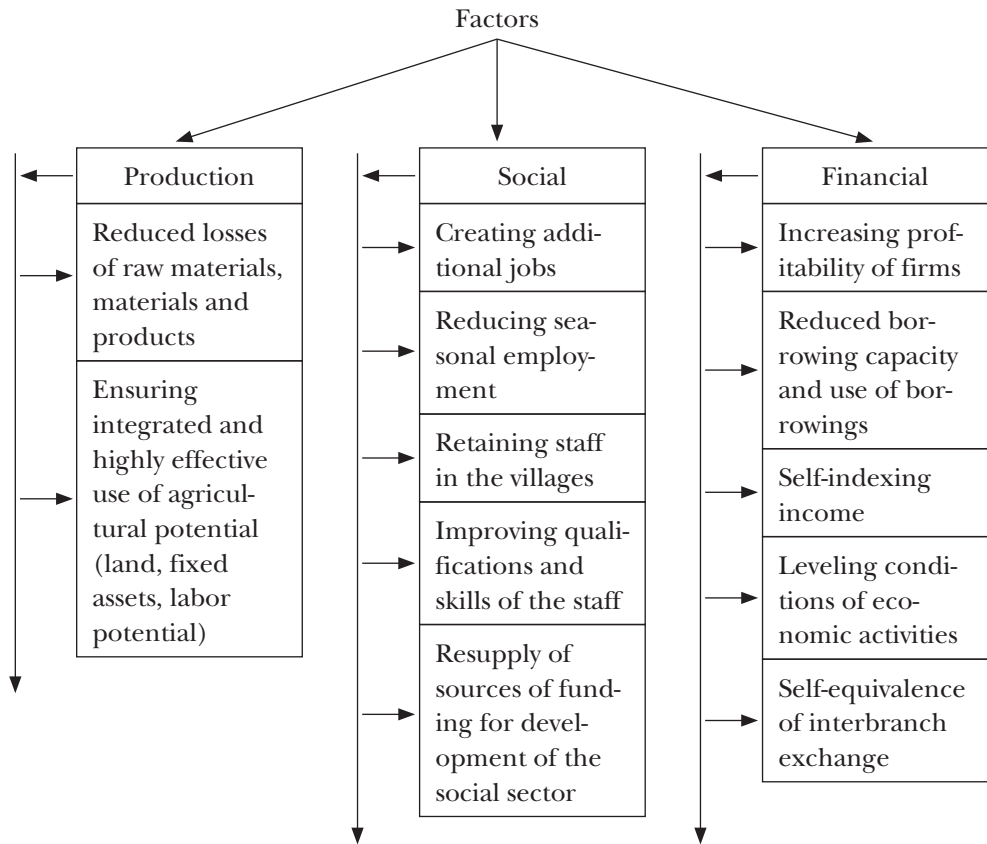 Factors
Production
Reduced losses
of raw materials,
materials and
products
Ensuring
integrated and
highly effective
use of agricul-
tural potential
(land, fixed
assets, labor
potential)
Social
Creating addi-
tional jobs
Reducing sea-
sonal employ-
ment
Retaining staff
in the villages
Improving quali-
fications and
skills of the staff
Resupply of
sources of fund-
ing for devel-
opment of the
social sector
Financial
Increasing prof-
itability of firms
Reduced bor-
rowing capacity
and use of bor-
rowings
Self-indexing
income
Leveling condi-
tions of eco-
nomic activities
Self-equivalence
of interbranch
exchange